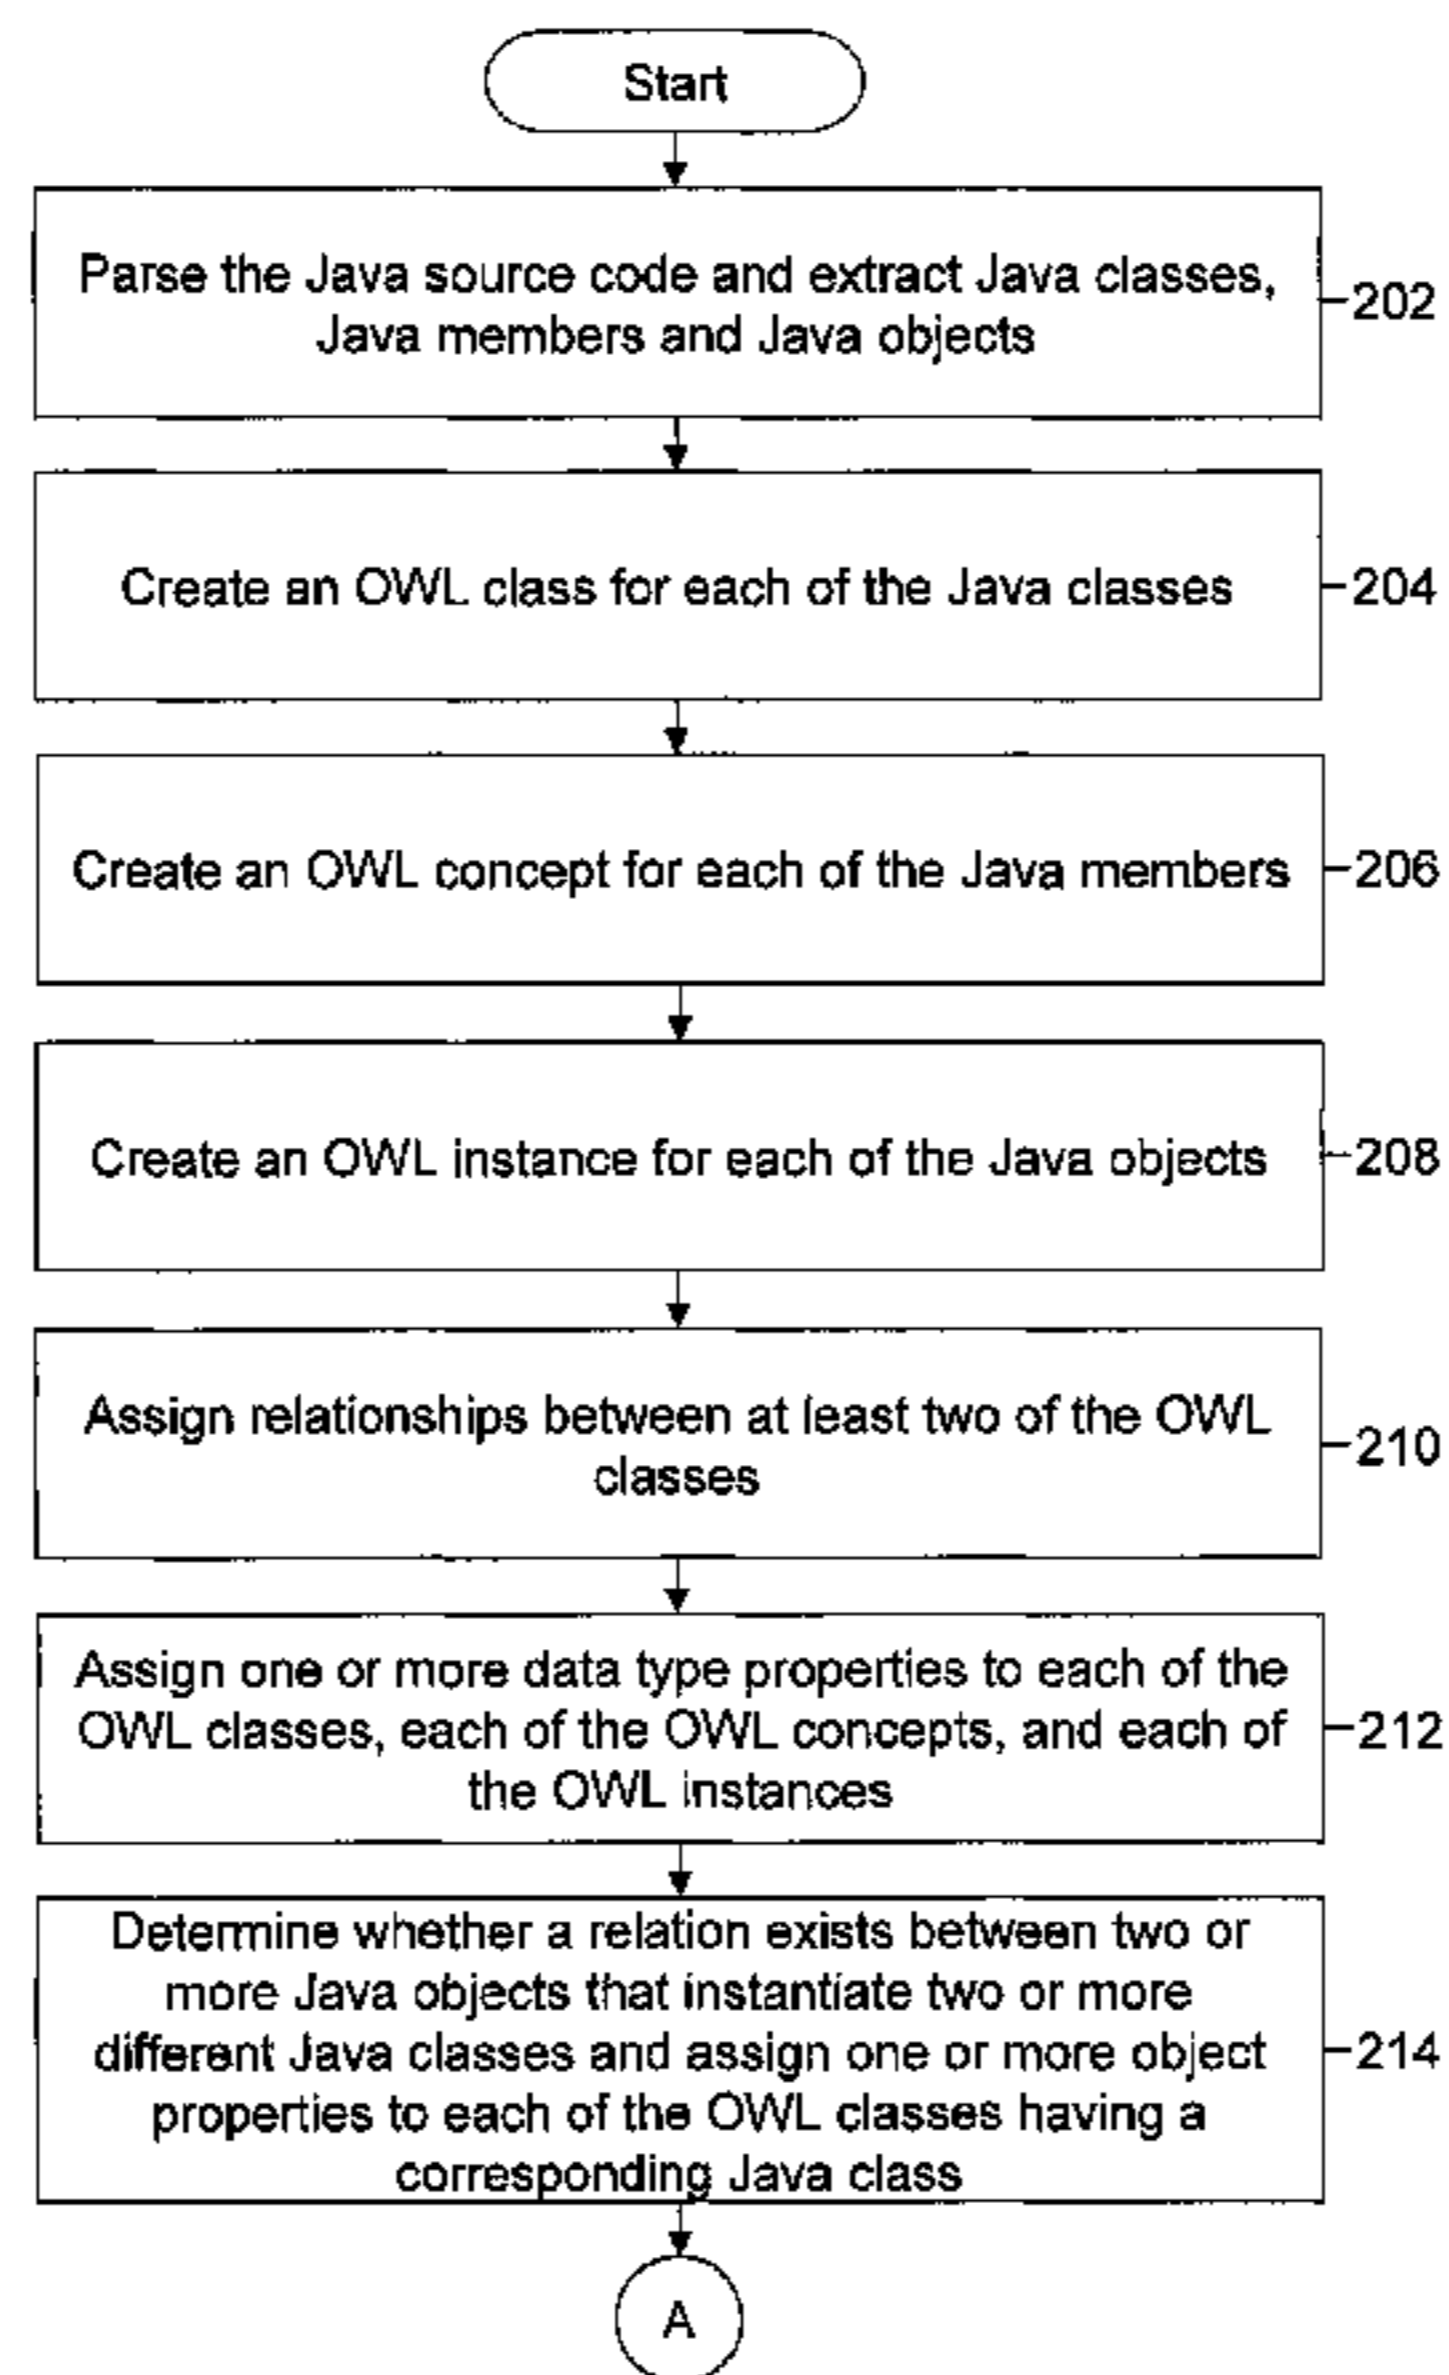 Start
Parse the Java source code and extract Java classes,
Java members and Java objects
202
Create an OWL class for each of the Java classes
204
Create an OWL concept for each of the Java members
206
Create an OWL instance for each of the Java objects
208
Assign relationships between at least two of the OWL
classes
210
Assign one or more data type properties to each of the
OWL classes, each of the OWL concepts, and each of
the OWL instances
212
Determine whether a relation exists between two or
more Java objects that instantiate two or more
different Java classes and assign one or more object
properties to each of the OWL classes having a
corresponding Java class
214
A